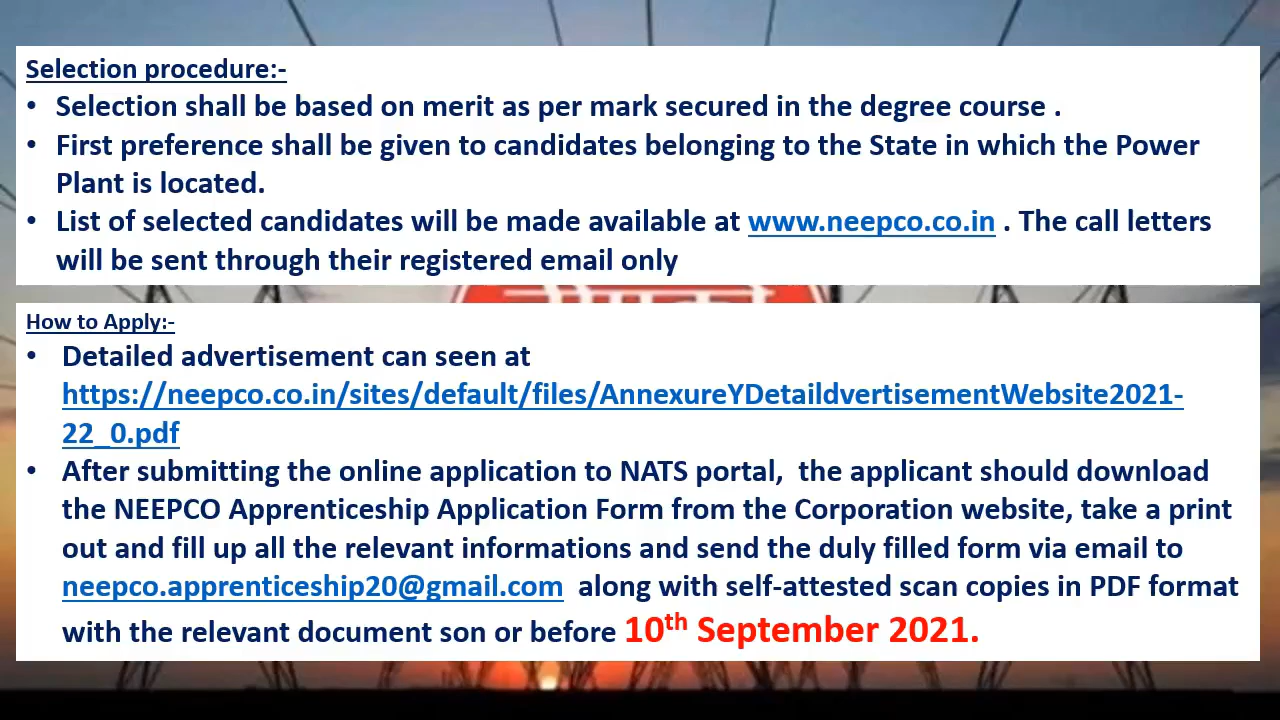 Selection procedure:-
• Selection shall be based on merit as per mark secured in the degree course .
• First preference shall be given to candidates belonging to the State in which the Power
Plant is located.
• List of selected candidates will be made available at www.neepco.co.in . The call letters
will be sent through their registered email only
How to Apply:-
• Detailed advertisement can seen at
https://neepco.co.in/sites/default/files/AnnexureYDetaildvertisementWebsite2021-
22_0.pdf
• After submitting the online application to NATS portal,  the applicant should download
the NEEPCO Apprenticeship Application Form from the Corporation website, take a print
out and fill up all the relevant informations and send the duly filled form via email to
neepco.apprenticeship20@gmail.com  along with self-attested scan copies in PDF format
with the relevant document son or before 10th September 2021.